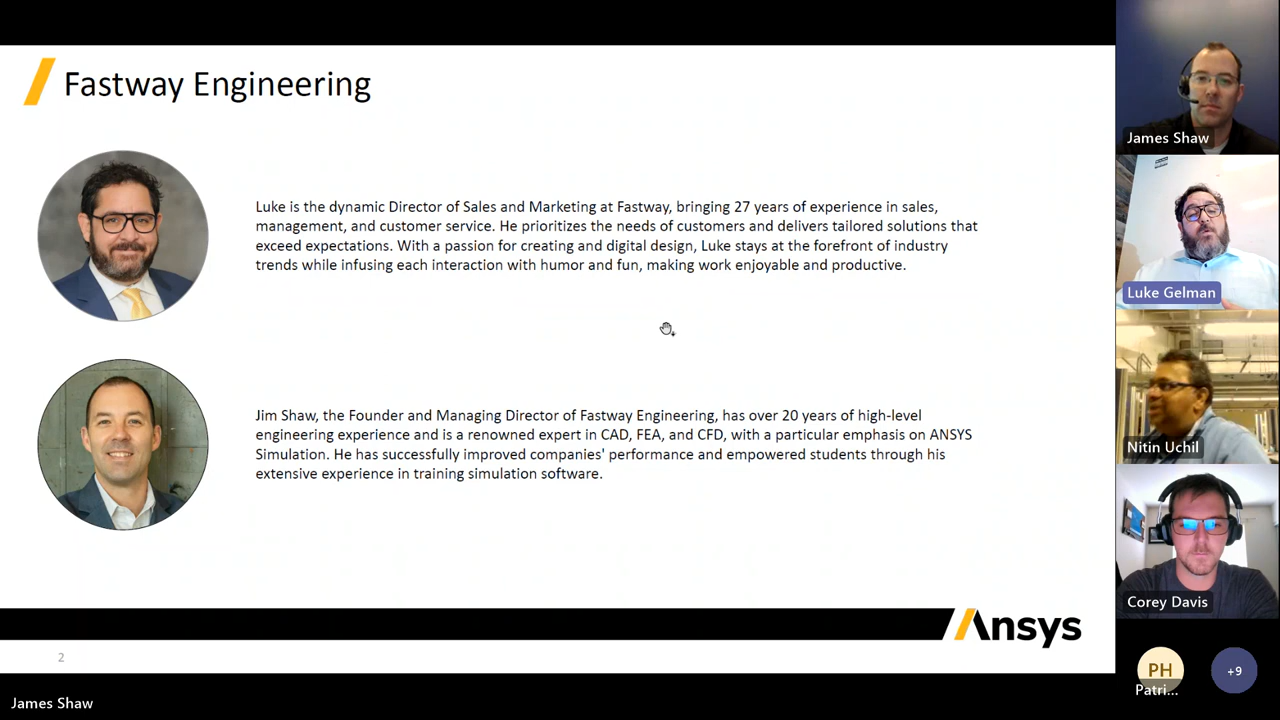 Fastway Engineering
Luke is the dynamic Director of Sales and Marketing at Fastway, bringing 27 years of experience in sales,
management, and customer service. He prioritizes the needs of customers and delivers tailored solutions that
exceed expectations. With a passion for creating and digital design, Luke stays at the forefront of industry
trends while infusing each interaction with humor and fun, making work enjoyable and productive.
Jim Shaw, the Founder and Managing Director of Fastway Engineering, has over 20 years of high-level
engineering experience and is a renowned expert in CAD, FEA, and CFD, with a particular emphasis on ANSYS
Simulation. He has successfully improved companies' performance and empowered students through his
extensive experience in training simulation software.
Ansys
2
James Shaw
James Shaw
Luke Gelman
Nitin Uchil
Corey Davis
PH
+9
Patri...